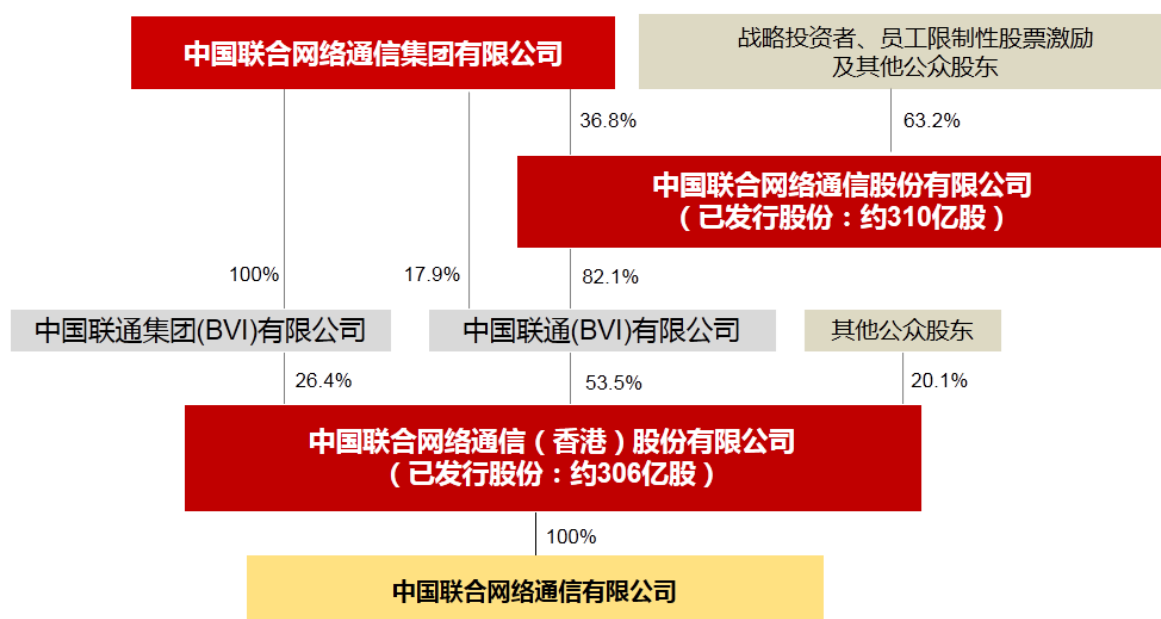 中国联合网络通信集团有限公司
战略投资者、员工限制性股票激励
及其他公众股东
36.8%
63.2%
中国联合网络通信股份有限公司
（已发行股份：约310亿股）
100%
17.9%
82.1%
中国联通集团(BVI)有限公司
中国联通(BVI)有限公司
其他公众股东
26.4%
53.5%
20.1%
中国联合网络通信（香港）股份有限公司
（已发行股份：约306亿股）
100%
中国联合网络通信有限公司